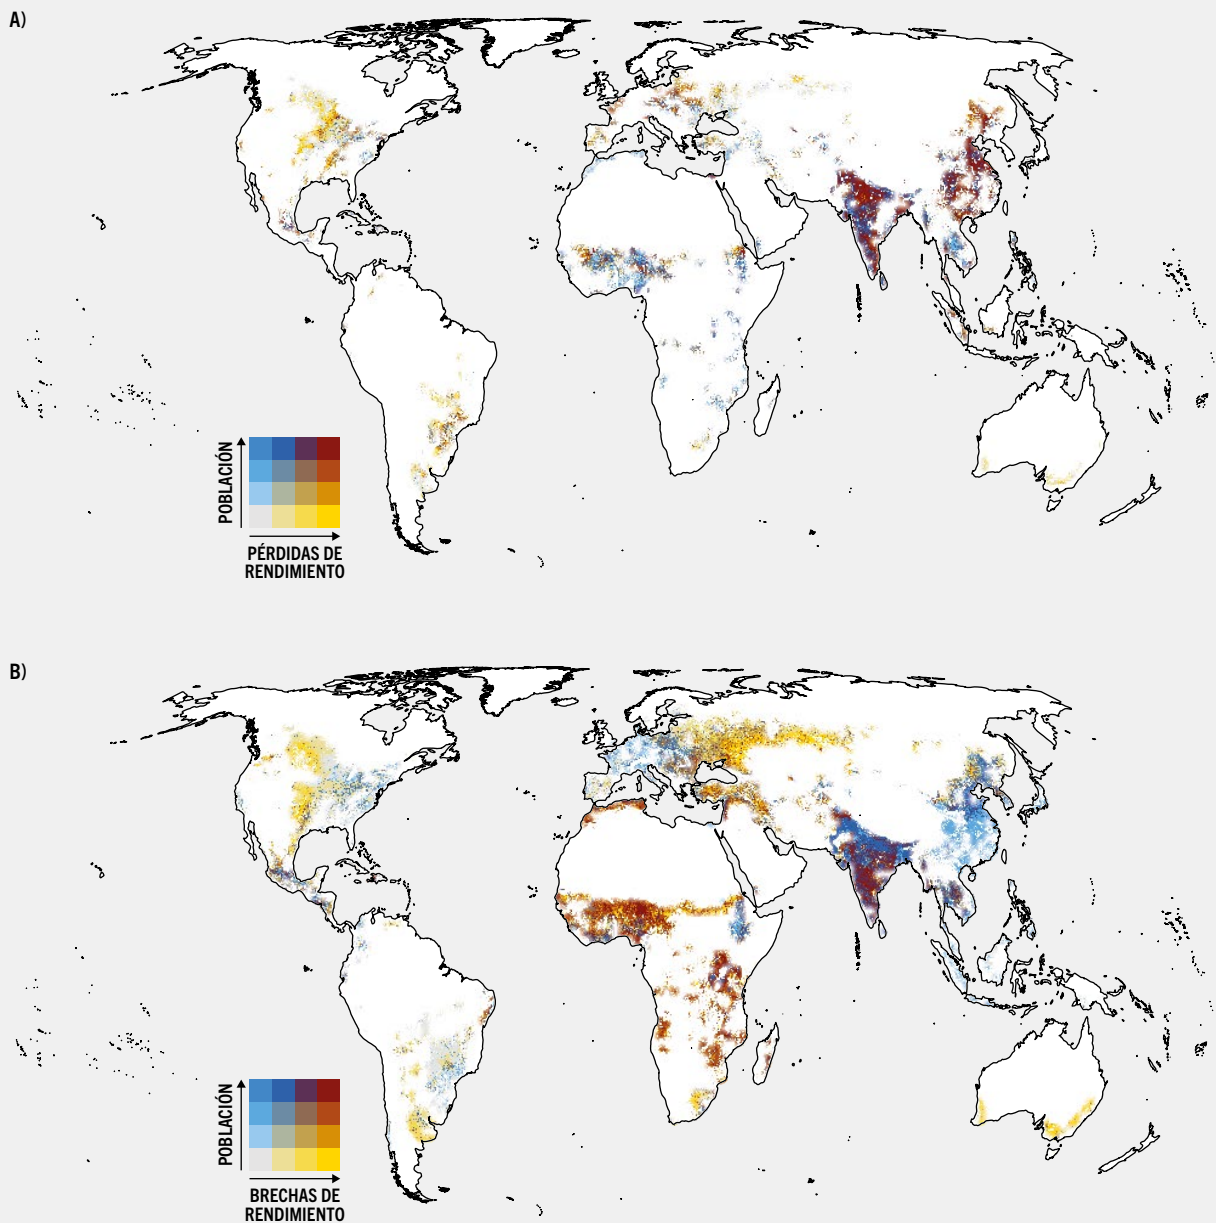 A)
POBLACIÓN
PÉRDIDAS DE
RENDIMIENTO
B)
POBLACIÓN
BRECHAS DE
RENDIMIENTO